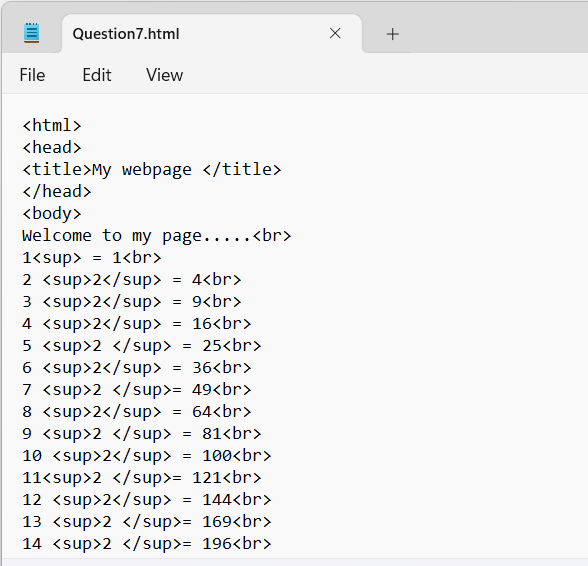 Question7.html
File Edit View
<html>
<head>
<title>My webpage </title>
</head>
<body>
Welcome to my page.....<br>
1<sup> = 1<br>
2 <sup>2</sup> = 4<br>
3 <sup>2</sup> = 9<br>
4 <sup>2</sup> = 16<br>
5 <sup>2 </sup> = 25<br>
6 <sup>2</sup> = 36<br>
7 <sup>2 </sup>= 49<br>
8 <sup>2</sup> = 64<br>
9 <sup>2 </sup> = 81<br>
10 <sup>2</sup> = 100<br>
11<sup>2 </sup>= 121<br>
12 <sup>2</sup> = 144<br>
13 <sup>2 </sup>= 169<br>
14 <sup>2 </sup>= 196<br>